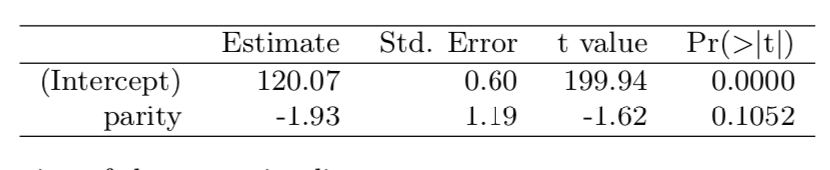 Estimate Std. Error t value Pr(>|t|)
(Intercept) 120.07 0.60 199.94 0.0000
parity -1.93 1.19 -1.62 0.1052